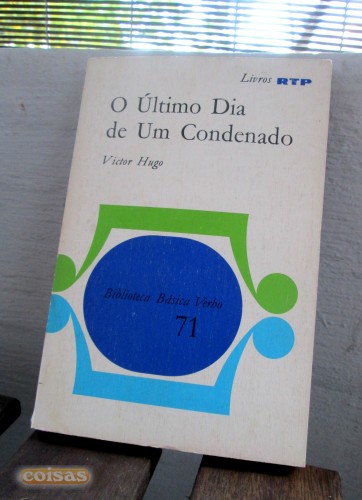 Livros RTP
O Último Dia
de Um Condenado
Victor Hugo
Biblioteca Básica Verbo
71
coisas